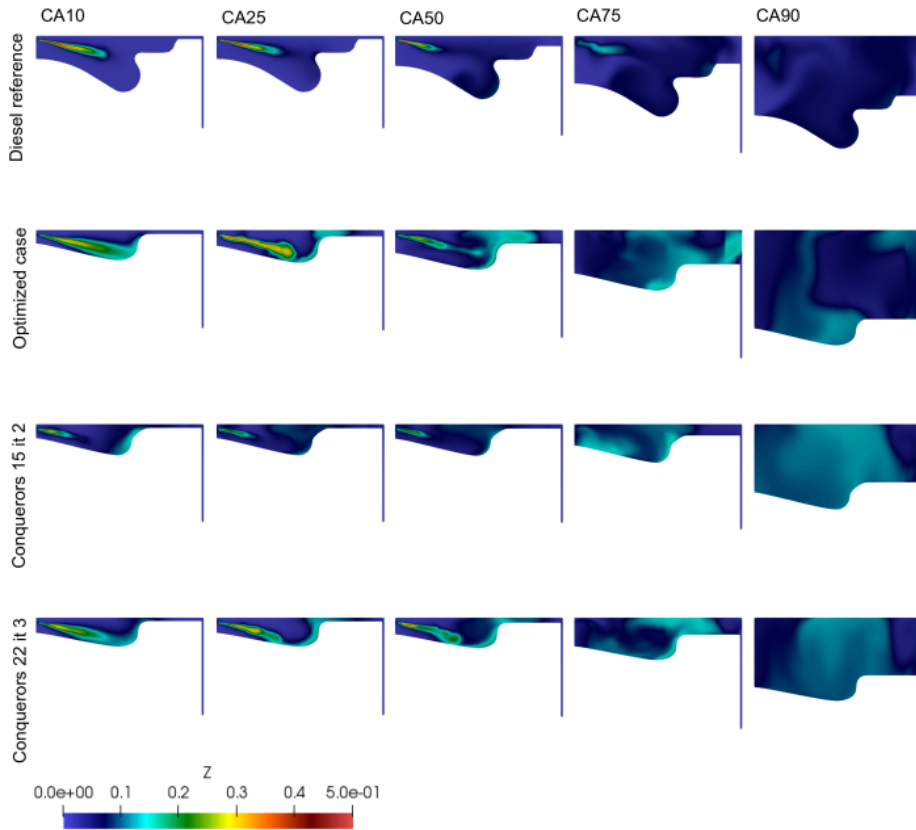 CA10 CA25 CA50 CA75 CA90
Diesel reference
Optimized case
Conquerors 15 it 2
Conquerors 22 it 3
Z
0.0e+00 0.1 0.2 0.3 0.4 5.0e-01